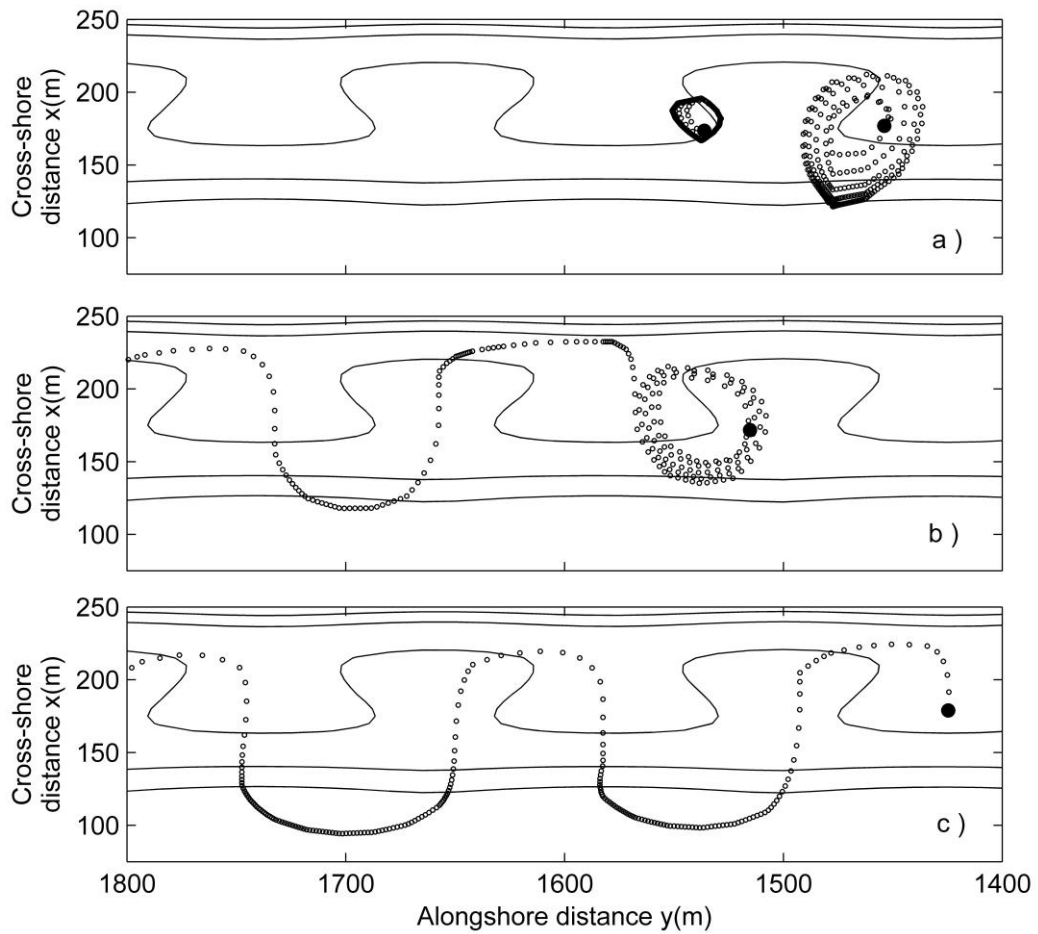 250
200
150
100
Cross-shore
distance x(m)
a )
250
200
150
100
Cross-shore
distance x(m)
b )
250
200
150
100
Cross-shore
distance x(m)
c )
1800 1700 1600 1500 1400
Alongshore distance y(m)